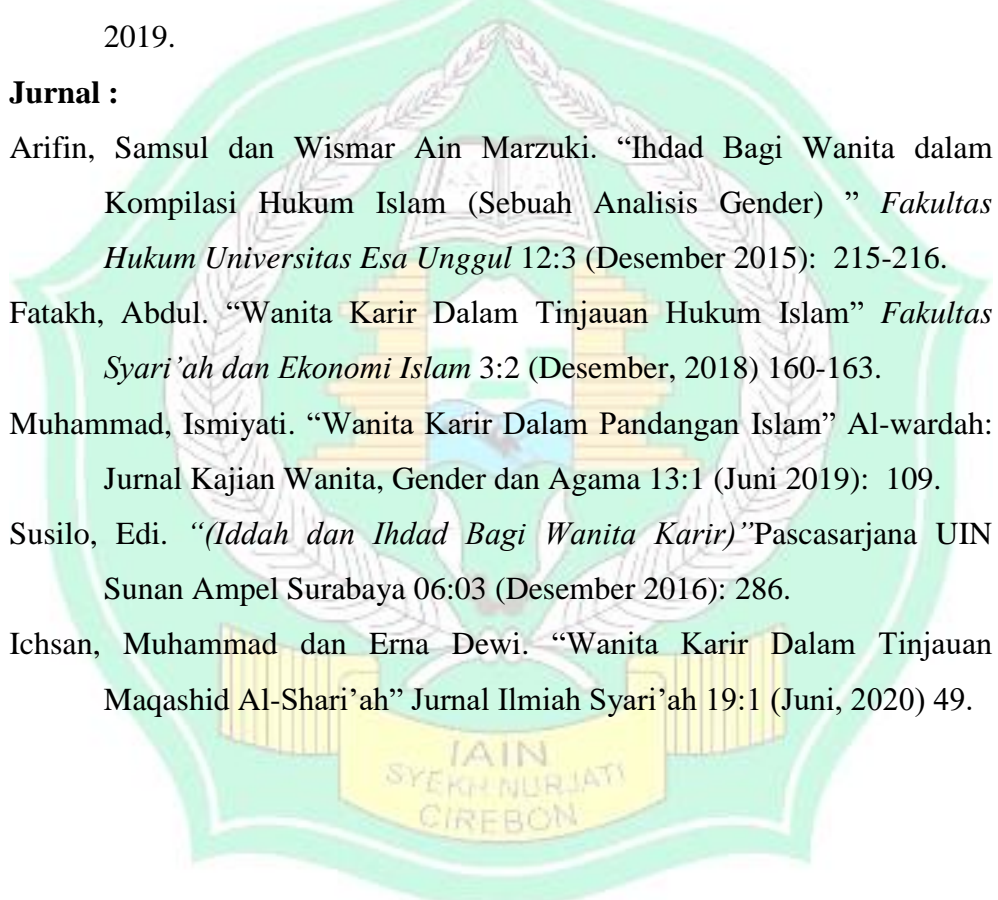 2019.
Jurnal :
Arifin, Samsul dan Wismar Ain Marzuki. “Ihdad Bagi Wanita dalam
Kompilasi Hukum Islam (Sebuah Analisis Gender) ” Fakultas
Hukum Universitas Esa Unggul 12:3 (Desember 2015): 215-216.
Fatakh, Abdul. “Wanita Karir Dalam Tinjauan Hukum Islam” Fakultas
Syari’ah dan Ekonomi Islam 3:2 (Desember, 2018) 160-163.
Muhammad, Ismiyati. “Wanita Karir Dalam Pandangan Islam” Al-wardah:
Jurnal Kajian Wanita, Gender dan Agama 13:1 (Juni 2019): 109.
Susilo, Edi. “(Iddah dan Ihdad Bagi Wanita Karir)”Pascasarjana UIN
Sunan Ampel Surabaya 06:03 (Desember 2016): 286.
Ichsan, Muhammad dan Erna Dewi. “Wanita Karir Dalam Tinjauan
Maqashid Al-Shari’ah” Jurnal Ilmiah Syari’ah 19:1 (Juni, 2020) 49.
IAIN
SYEKH NURJATI
CIREBON